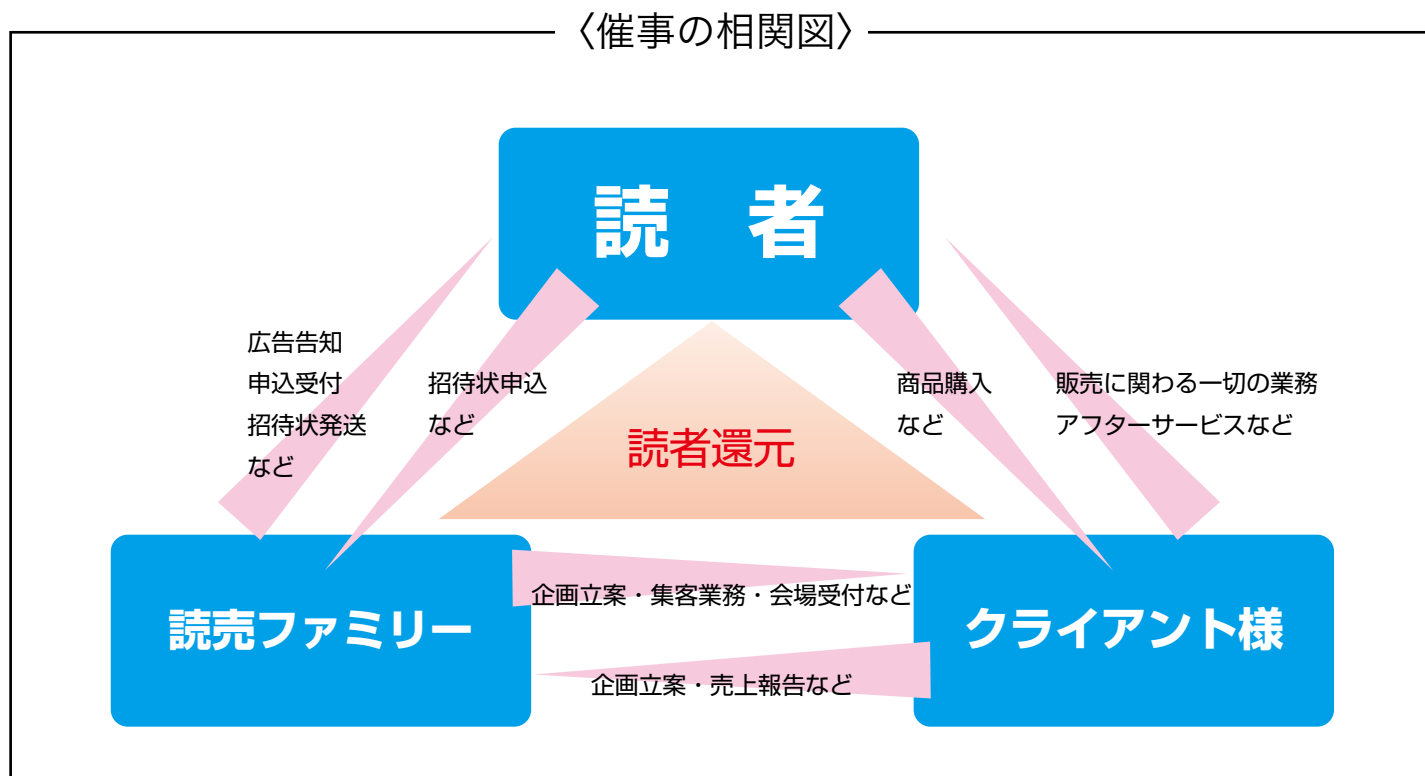 〈催事の相関図〉
読　者
広告告知
申込受付
招待状発送
など
招待状申込
など
商品購入
など
販売に関わる一切の業務
アフターサービスなど
読者還元
読売ファミリー
企画立案・集客業務・会場受付など
企画立案・売上報告など
クライアント様